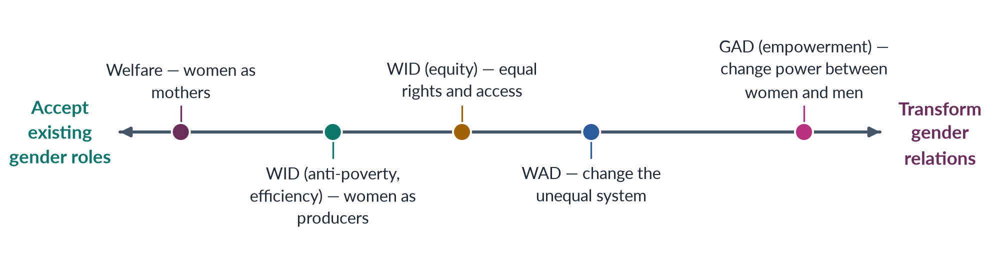 Accept
existing
gender roles
Welfare — women as
mothers
WID (anti-poverty,
efficiency) — women as
producers
WID (equity) — equal
rights and access
WAD — change the
unequal system
GAD (empowerment) —
change power between
women and men
Transform
gender
relations